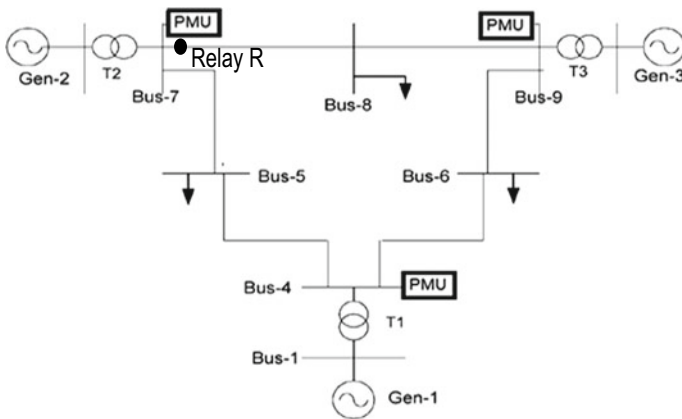 PMU
PMU
Relay R
Gen-2
T2
Bus-7
Bus-8
T3
Bus-9
Gen-3
Bus-5
Bus-6
Bus-4
PMU
T1
Bus-1
Gen-1